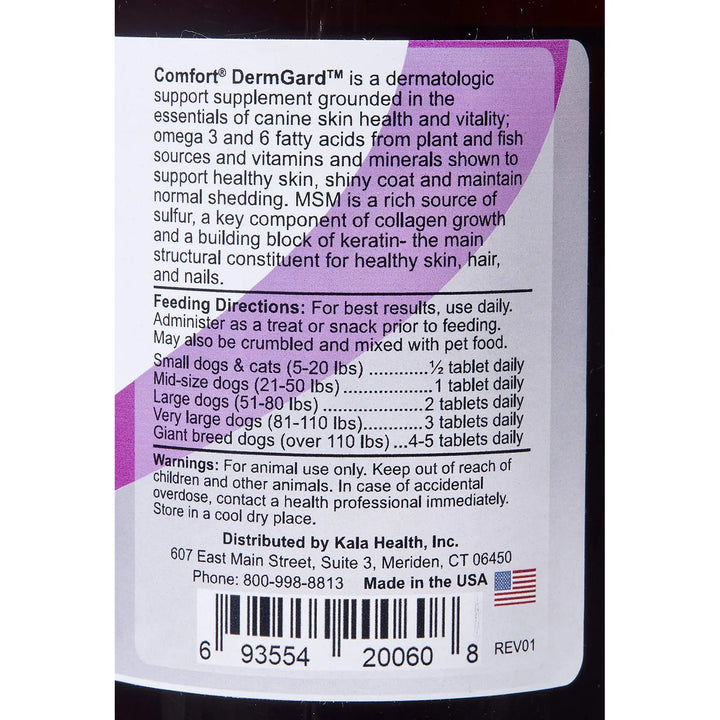 Comfort® DermGard™ is a dermatologic
support supplement grounded in the
essentials of canine skin health and vitality;
omega 3 and 6 fatty acids from plant and fish
sources and vitamins and minerals shown to
support healthy skin, shiny coat and maintain
normal shedding. MSM is a rich source of
sulfur, a key component of collagen growth
and a building block of keratin- the main
structural constituent for healthy skin, hair,
and nails.
Feeding Directions: For best results, use daily.
Administer as a treat or snack prior to feeding.
May also be crumbled and mixed with pet food.
Small dogs & cats (5-20 lbs) ..........½ tablet daily
Mid-size dogs (21-50 lbs) ................1 tablet daily
Large dogs (51-80 lbs) .................2 tablets daily
Very large dogs (81-110 lbs)..........3 tablets daily
Giant breed dogs (over 110 lbs) ...4-5 tablets daily
Warnings: For animal use only. Keep out of reach of
children and other animals. In case of accidental
overdose, contact a health professional immediately.
Store in a cool dry place.
Distributed by Kala Health, Inc.
607 East Main Street, Suite 3, Meriden, CT 06450
Phone: 800-998-8813 Made in the USA
6 93554 20060 8 REV01